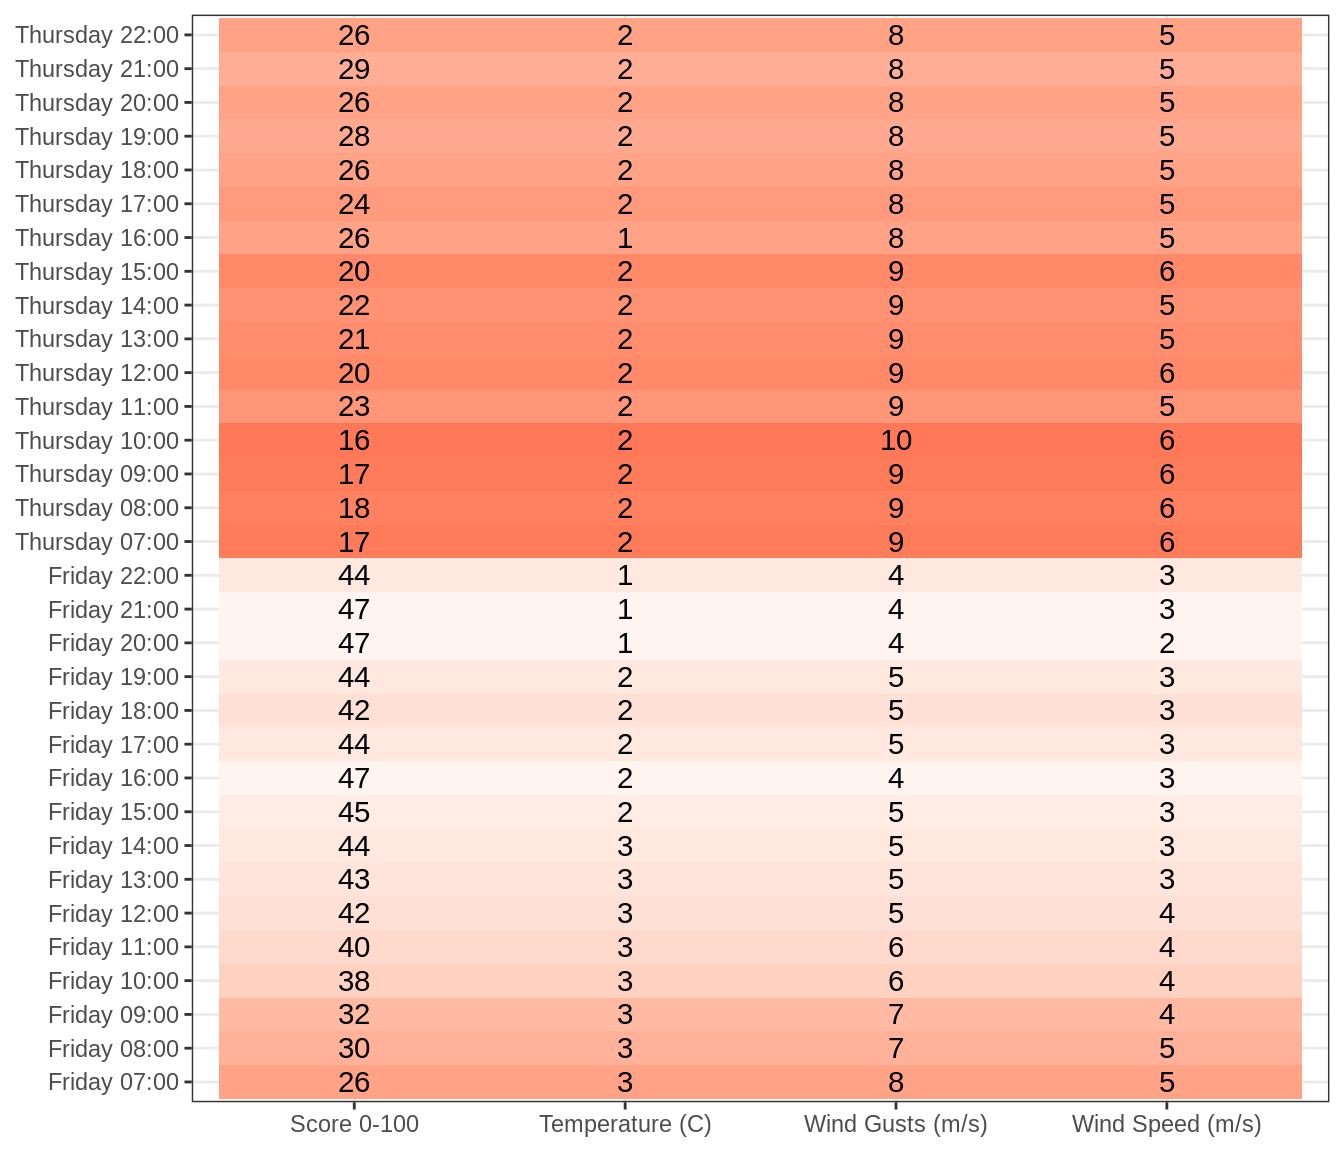 Thursday 22:00 26 2 8 5
Thursday 21:00 29 2 8 5
Thursday 20:00 26 2 8 5
Thursday 19:00 28 2 8 5
Thursday 18:00 26 2 8 5
Thursday 17:00 24 2 8 5
Thursday 16:00 26 1 8 5
Thursday 15:00 20 2 9 6
Thursday 14:00 22 2 9 5
Thursday 13:00 21 2 9 5
Thursday 12:00 20 2 9 6
Thursday 11:00 23 2 9 5
Thursday 10:00 16 2 10 6
Thursday 09:00 17 2 9 6
Thursday 08:00 18 2 9 6
Thursday 07:00 17 2 9 6
Friday 22:00 44 1 4 3
Friday 21:00 47 1 4 3
Friday 20:00 47 1 4 2
Friday 19:00 44 2 5 3
Friday 18:00 42 2 5 3
Friday 17:00 44 2 5 3
Friday 16:00 47 2 4 3
Friday 15:00 45 2 5 3
Friday 14:00 44 3 5 3
Friday 13:00 43 3 5 3
Friday 12:00 42 3 5 4
Friday 11:00 40 3 6 4
Friday 10:00 38 3 6 4
Friday 09:00 32 3 7 4
Friday 08:00 30 3 7 5
Friday 07:00 26 3 8 5
Score 0-100 Temperature (C) Wind Gusts (m/s) Wind Speed (m/s)